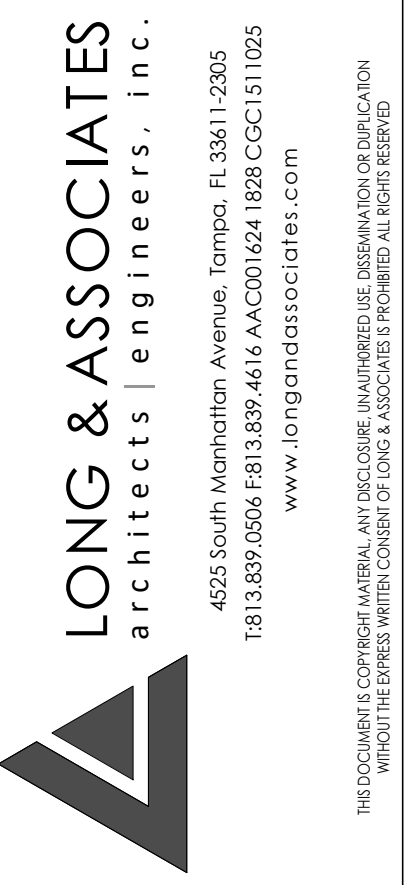 LONG & ASSOCIATES
architects | engineers, inc.
4525 South Manhattan Avenue, Tampa, FL 33611-2305
T:813.839.0506 F:813.839.4616 AAC001624 1828 CGC1511025
www.longandassociates.com
THIS DOCUMENT IS COPYRIGHT MATERIAL, ANY DISCLOSURE, UNAUTHORIZED USE, DISSEMINATION OR DUPLICATION
WITHOUT THE EXPRESS WRITTEN CONSENT OF LONG & ASSOCIATES IS PROHIBITED ALL RIGHTS RESERVED